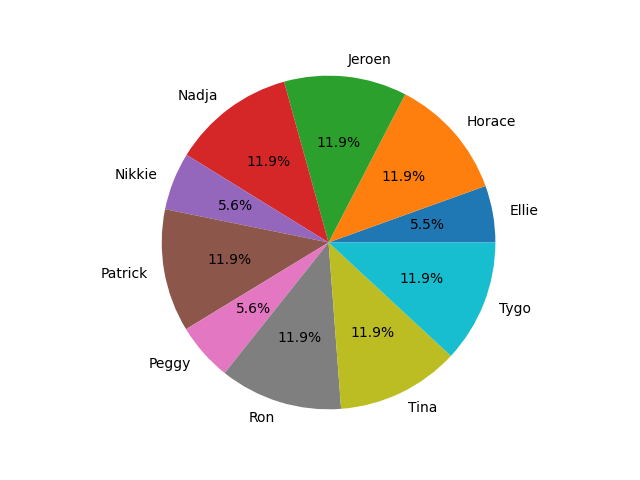 Jeroen
Nadja
Horace
11.9%
11.9%
11.9%
Nikkie
5.6%
Ellie
5.5%
Patrick
11.9%
11.9%
Peggy
5.6%
Tygo
11.9%
11.9%
Ron
Tina